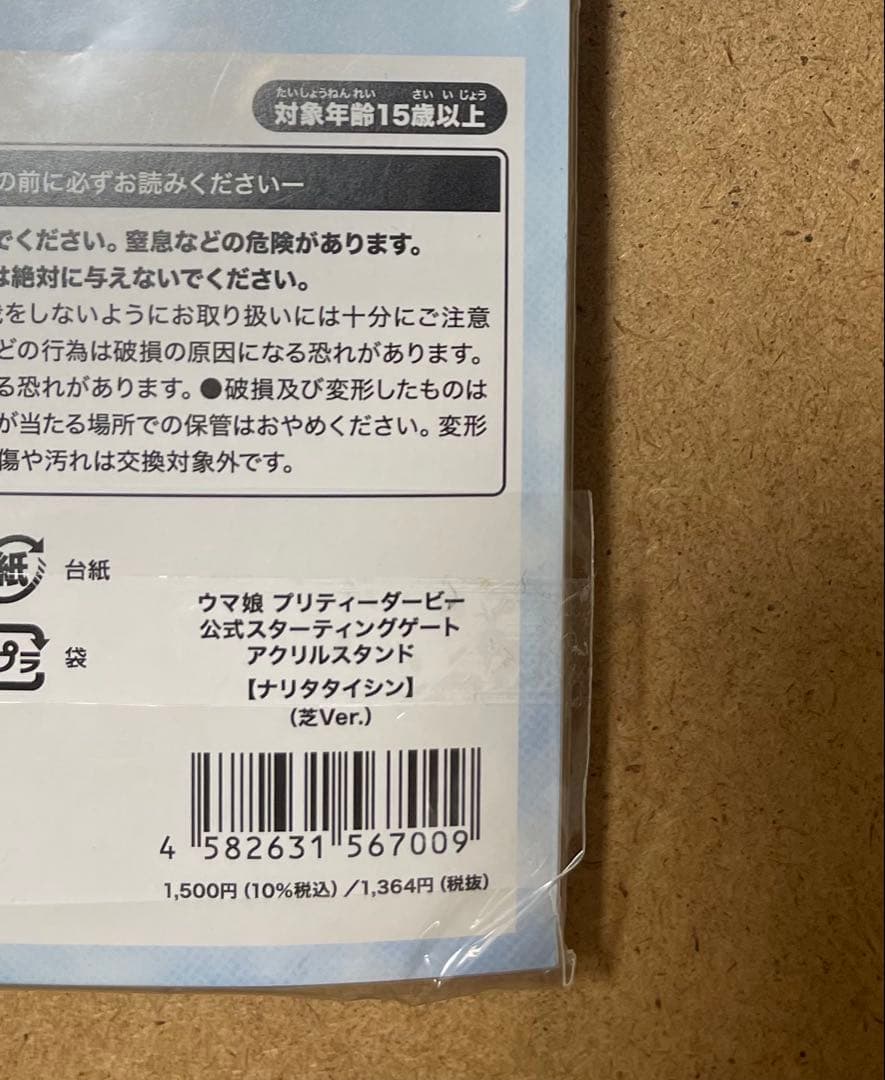 たいしょうねんれい さいいじょう
対象年齢15歳以上
の前に必ずお読みくださいー
でください。窒息などの危険があります。
は絶対に与えないでください。
をしないようにお取り扱いには十分にご注意
どの行為は破損の原因になる恐れがあります。
る恐れがあります。●破損及び変形したものは
が当たる場所での保管はおやめください。変形
傷や汚れは交換対象外です。
紙 台紙
プラ 袋
ウマ娘 プリティーダービー
公式スターティングゲート
アクリルスタンド
【ナリタタイシン】
（芝Ver.）
4 582631 567009
1,500円（10%税込）／1,364円（税抜）